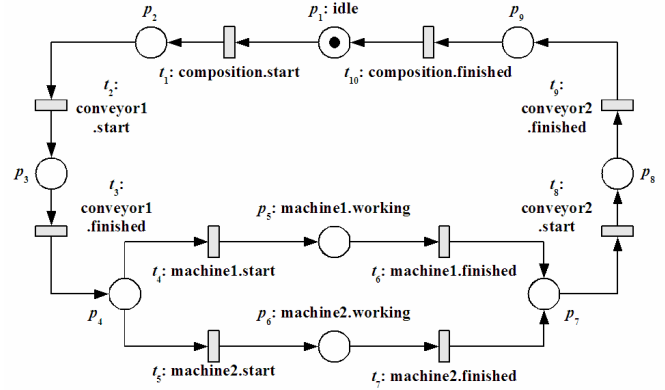 p2
p1: idle
p9
t1: composition.start
t10: composition.finished
t2:
conveyor1
.start
t9:
conveyor2
.finished
p3
t3:
conveyor1
.finished
p8
t8:
conveyor2
.start
p5: machine1.working
t4: machine1.start
t6: machine1.finished
p4
p6: machine2.working
p7
t5: machine2.start
t7: machine2.finished